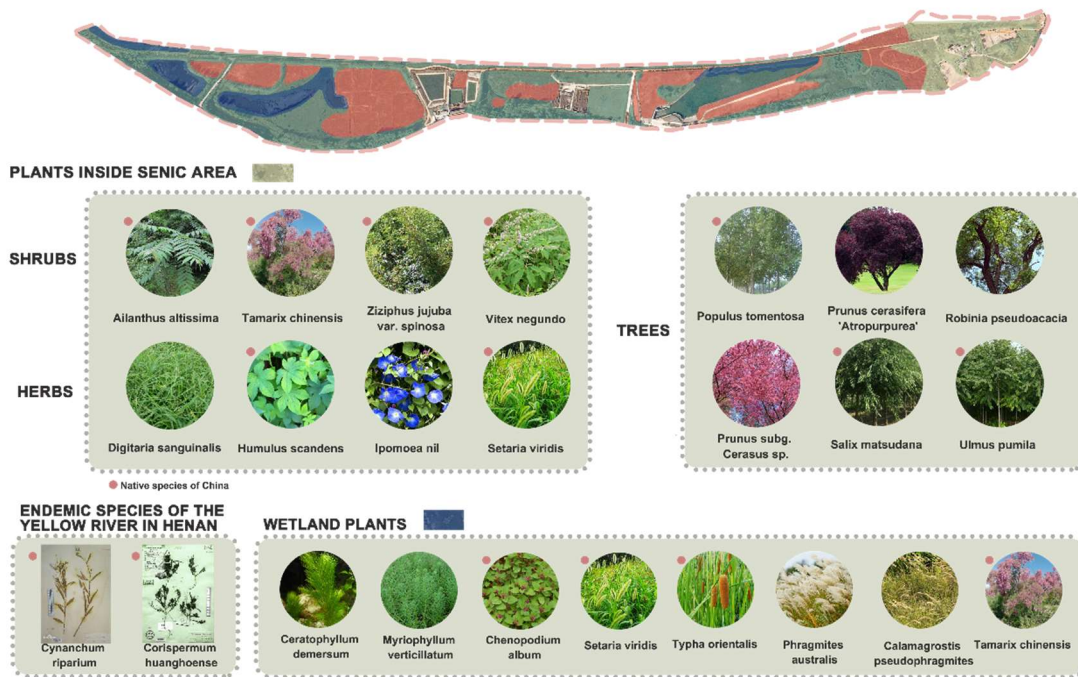 PLANTS INSIDE SENIC AREA
SHRUBS
Ailanthus altissima
Tamarix chinensis
Ziziphus jujuba
var. spinosa
Vitex negundo
HERBS
Digitaria sanguinalis
Humulus scandens
Ipomoea nil
Setaria viridis
Native species of China
TREES
Populus tomentosa
Prunus cerasifera
'Atropurpurea'
Robinia pseudoacacia
Prunus subg.
Cerasus sp.
Salix matsudana
Ulmus pumila
ENDEMIC SPECIES OF THE
YELLOW RIVER IN HENAN
Cynanchum
riparium
Corispermum
huanghoense
WETLAND PLANTS
Ceratophyllum
demersum
Myriophyllum
verticillatum
Chenopodium
album
Setaria viridis
Typha orientalis
Phragmites
australis
Calamagrostis
pseudophragmites
Tamarix chinensis